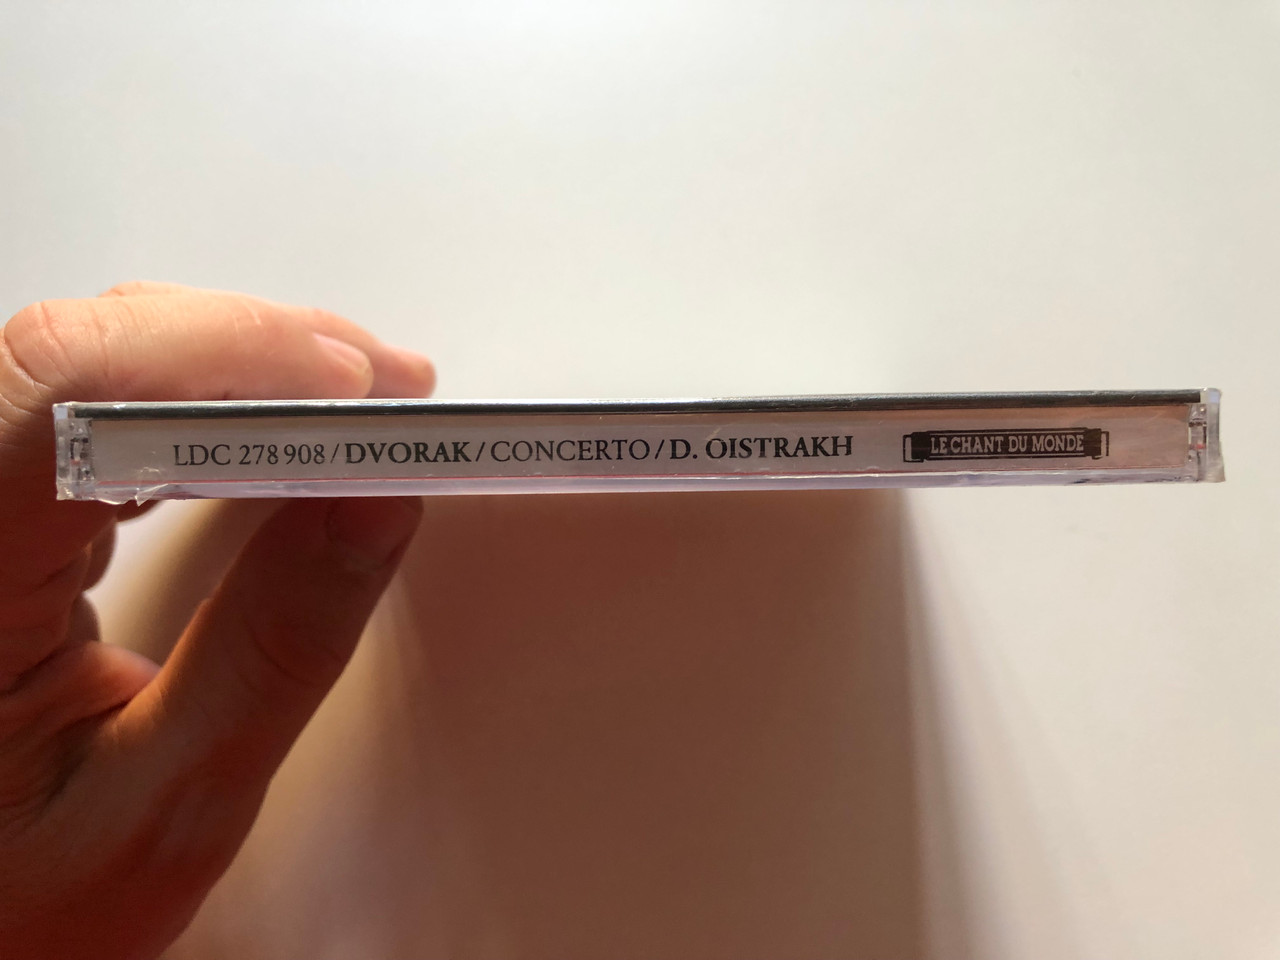 LDC 278 908 / DVORAK / CONCERTO / D. OISTRAKH LE CHANT DU MONDE